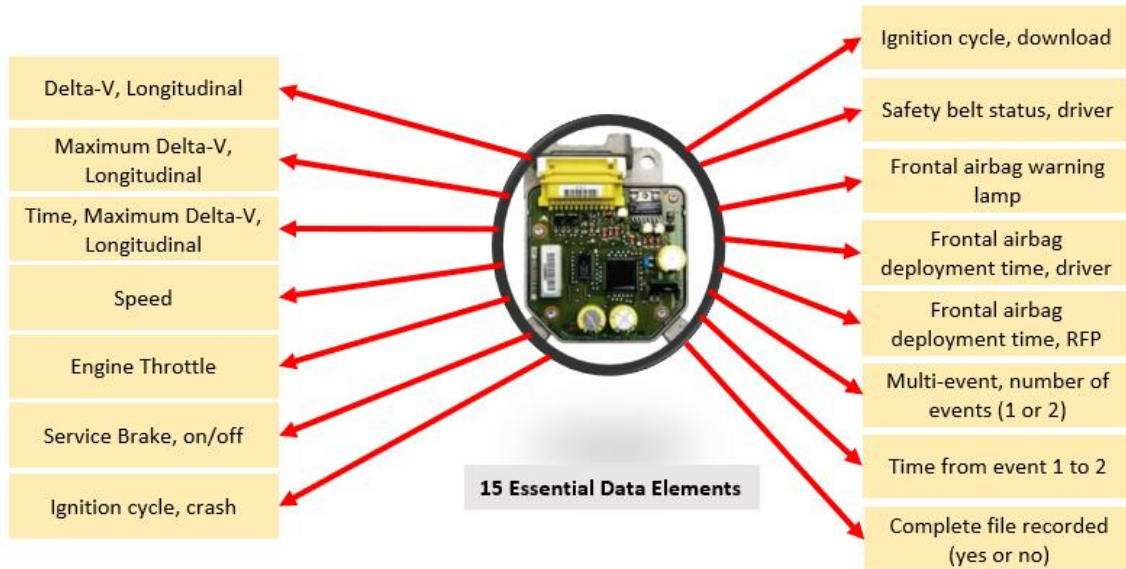 Delta-V, Longitudinal
Maximum Delta-V,
Longitudinal
Time, Maximum Delta-V,
Longitudinal
Speed
Engine Throttle
Service Brake, on/off
Ignition cycle, crash
15 Essential Data Elements
Ignition cycle, download
Safety belt status, driver
Frontal airbag warning
lamp
Frontal airbag
deployment time, driver
Frontal airbag
deployment time, RFP
Multi-event, number of
events (1 or 2)
Time from event 1 to 2
Complete file recorded
(yes or no)